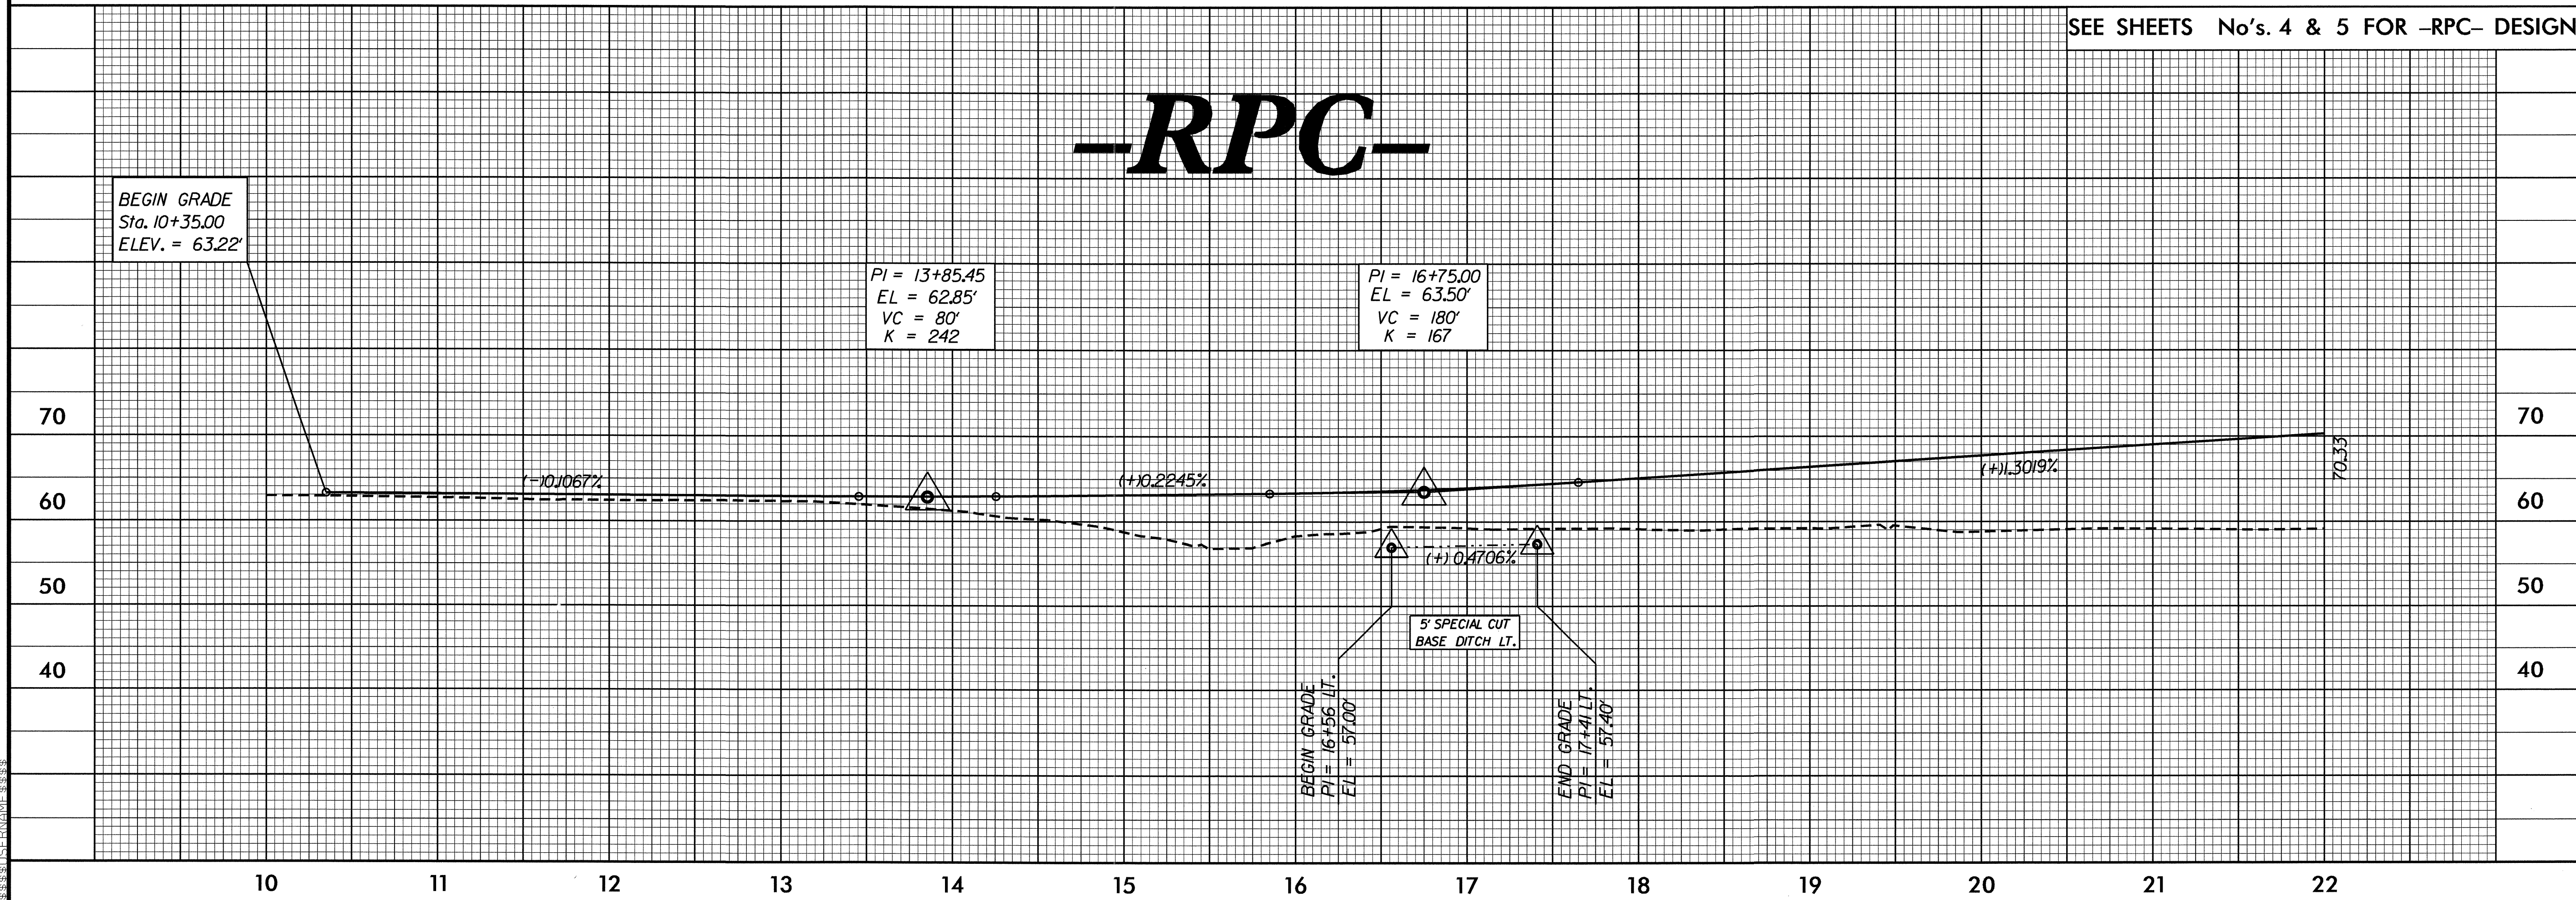 SEE SHEETS No's. 4 & 5 FOR –RPC– DESIGN
–RPC–
BEGIN GRADE
Sta. 10+35.00
ELEV. = 63.22'
PI = 13+85.45
EL = 62.85'
VC = 80'
K = 242
PI = 16+75.00
EL = 63.50'
VC = 180'
K = 167
70
70
(-)0.1067%
(+)0.2245%
(+)1.3019%
70.33
60
60
(+) 0.4706%
50
50
5' SPECIAL CUT
BASE DITCH LT.
40
40
BEGIN GRADE
PI = 16+56 LT.
EL = 57.00'
END GRADE
PI = 17+41 LT.
EL = 57.40'
10 11 12 13 14 15 16 17 18 19 20 21 22